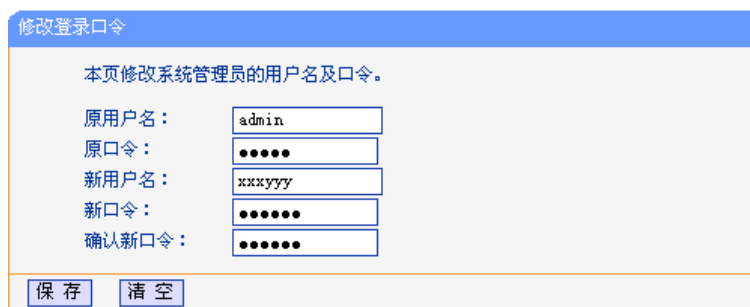 修改登录口令
本页修改系统管理员的用户名及口令。
原用户名： admin
原口令： ●●●●●
新用户名： xxxyyy
新口令： ●●●●●●
确认新口令： ●●●●●●
保 存 清 空